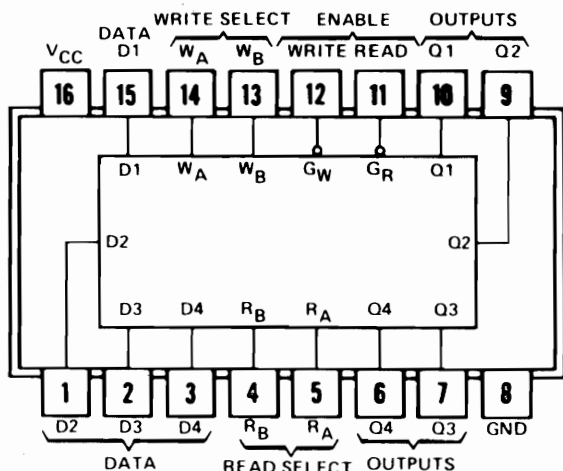 WRITE SELECT ENABLE OUTPUTS
DATA
VCC D1 WA WB WRITE READ Q1 Q2
16 15 14 13 12 11 10 9
D1 WA WB GW GR Q1
D2 Q2
D3 D4 RB RA Q4 Q3
1 2 3 4 5 6 7 8
D2 D3 D4 RB RA Q4 Q3 GND
DATA READ SELECT OUTPUTS